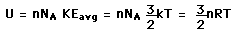 U = nN_A KE_avg = nN_A 3/2 kT = 3/2 nRT